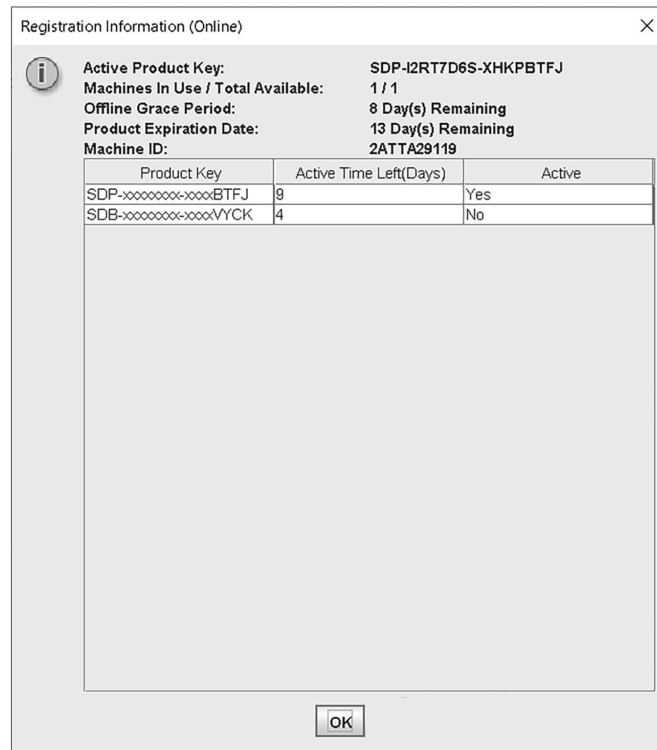 Registration Information (Online)
Active Product Key: SDP-I2RT7D6S-XHKPBTFJ
Machines In Use / Total Available: 1 / 1
Offline Grace Period: 8 Day(s) Remaining
Product Expiration Date: 13 Day(s) Remaining
Machine ID: 2ATTA29119
Product Key Active Time Left(Days) Active
SDP-xxxxxxxx-xxxxBTFJ 9 Yes
SDB-xxxxxxxx-xxxxVYCK 4 No
OK